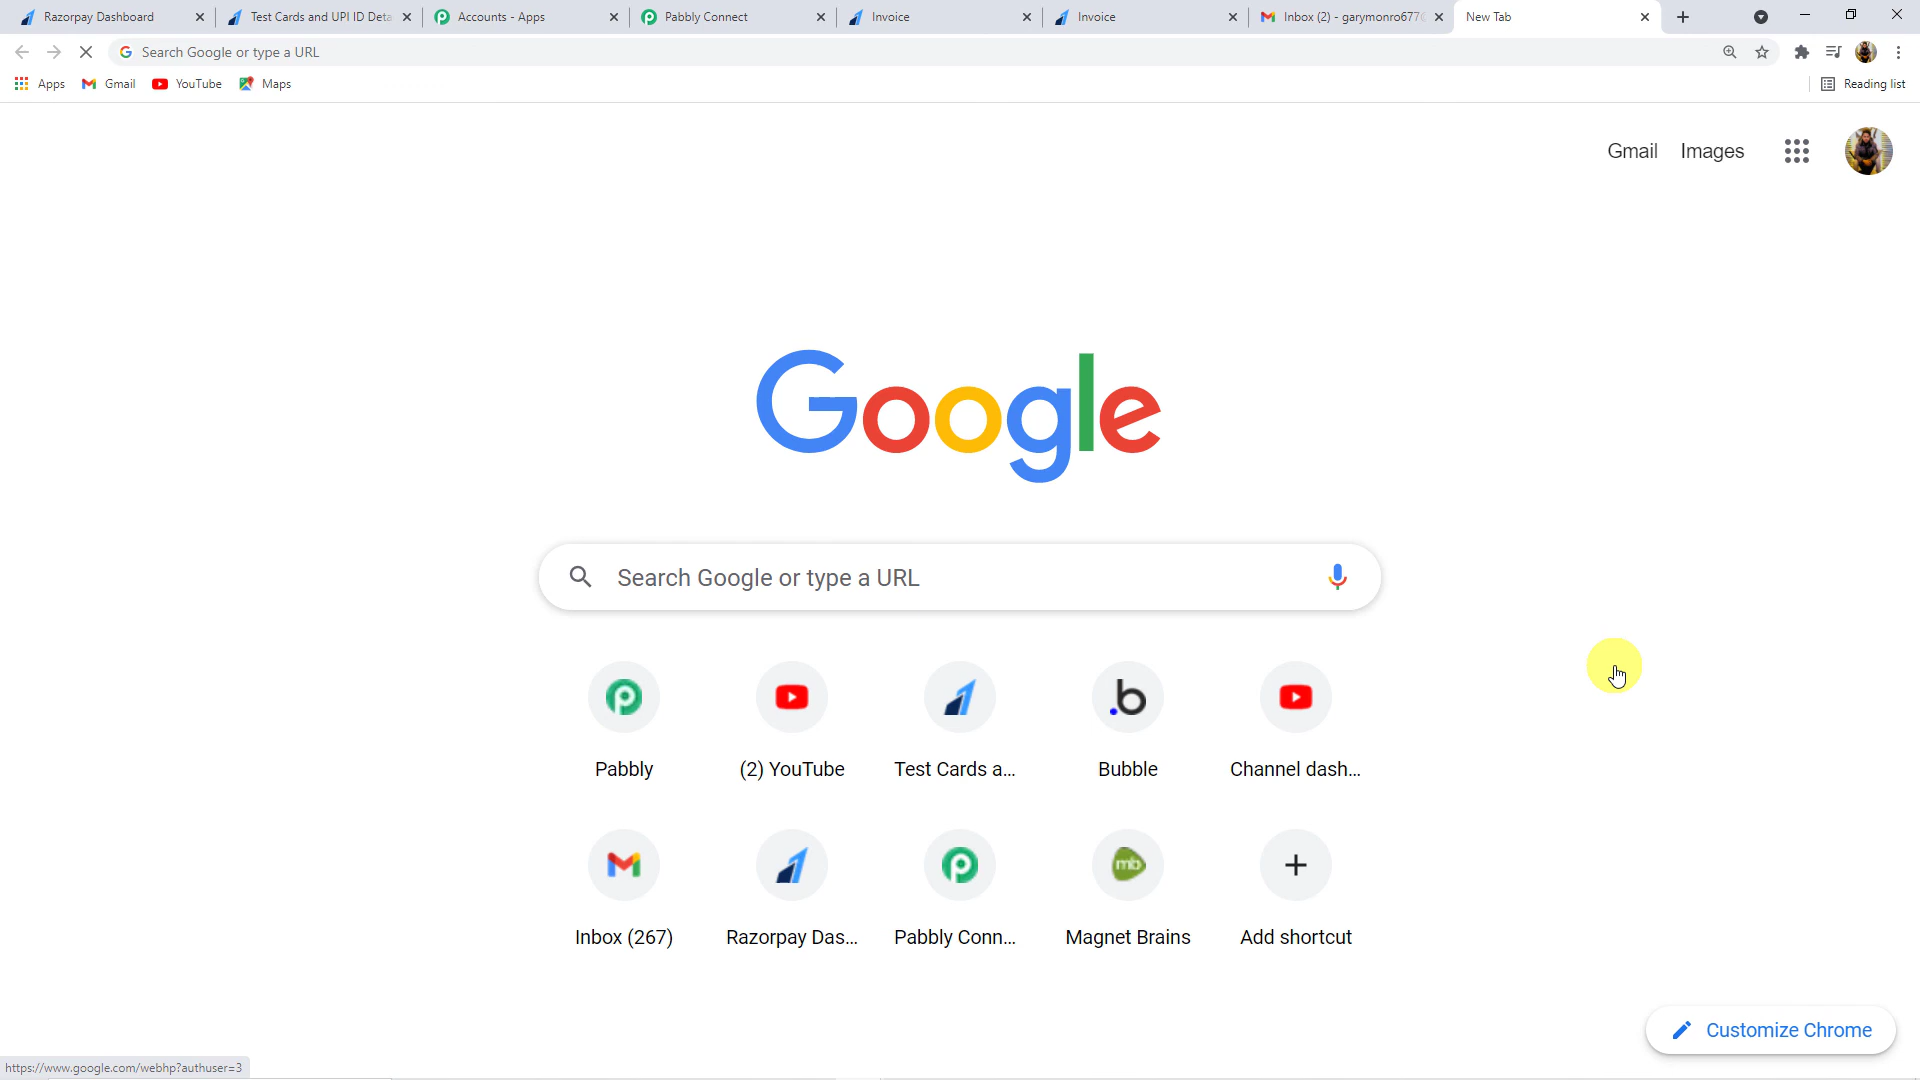 Razorpay Dashboard
Test Cards and UPI ID Deta
Accounts - Apps
Pabbly Connect
Invoice
Invoice
Inbox (2) - garymonro677@
New Tab
Search Google or type a URL
Apps
Gmail
YouTube
Maps
Reading list
Gmail
Images
Google
Search Google or type a URL
Pabbly
(2) YouTube
Test Cards a...
Bubble
Channel dash...
mb
Inbox (267)
Razorpay Das...
Pabbly Conn...
Magnet Brains
Add shortcut
Customize Chrome
https://www.google.com/webhp?authuser=3